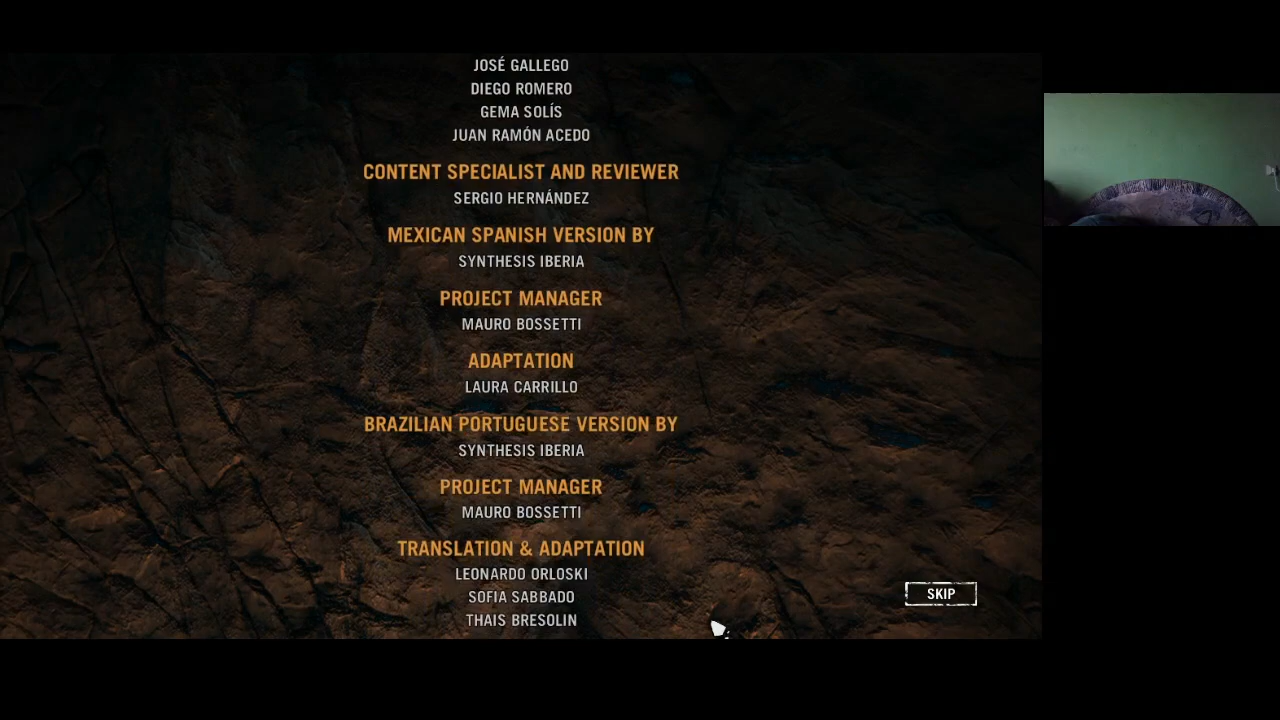 JOSÉ GALLEGO
DIEGO ROMERO
GEMA SOLÍS
JUAN RAMÓN ACEDO
CONTENT SPECIALIST AND REVIEWER
SERGIO HERNÁNDEZ
MEXICAN SPANISH VERSION BY
SYNTHESIS IBERIA
PROJECT MANAGER
MAURO BOSSETTI
ADAPTATION
LAURA CARRILLO
BRAZILIAN PORTUGUESE VERSION BY
SYNTHESIS IBERIA
PROJECT MANAGER
MAURO BOSSETTI
TRANSLATION & ADAPTATION
LEONARDO ORLOSKI
SOFIA SABBADO
THAIS BRESOLIN
SKIP